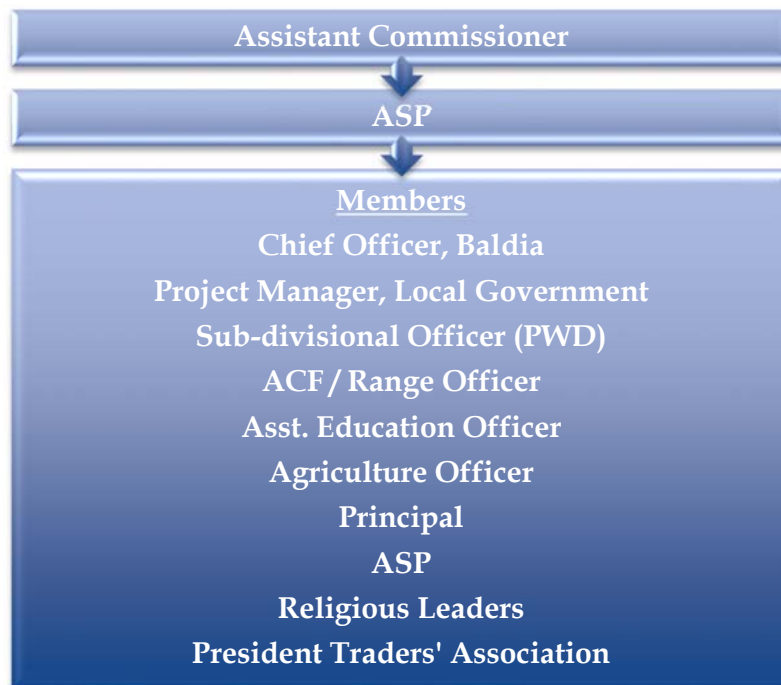 Assistant Commissioner
ASP
Members
Chief Officer, Baldia
Project Manager, Local Government
Sub-divisional Officer (PWD)
ACF / Range Officer
Asst. Education Officer
Agriculture Officer
Principal
ASP
Religious Leaders
President Traders' Association